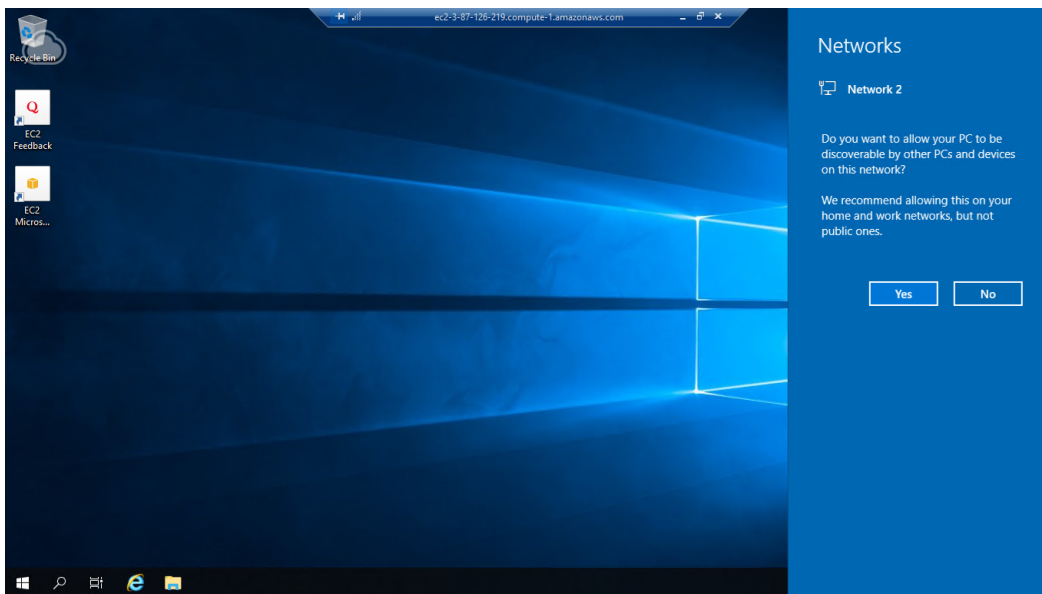 ec2-3-87-126-219.compute-1.amazonaws.com
Recycle Bin
EC2
Feedback
EC2
Micros...
Networks
Network 2
Do you want to allow your PC to be
discoverable by other PCs and devices
on this network?
We recommend allowing this on your
home and work networks, but not
public ones.
Yes No